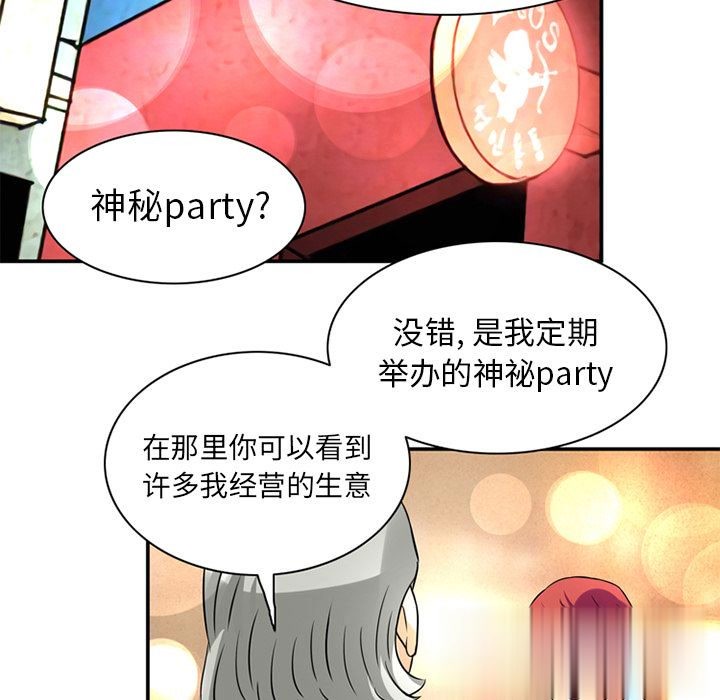 神秘party?
没错, 是我定期
举办的神祕party
在那里你可以看到
许多我经营的生意